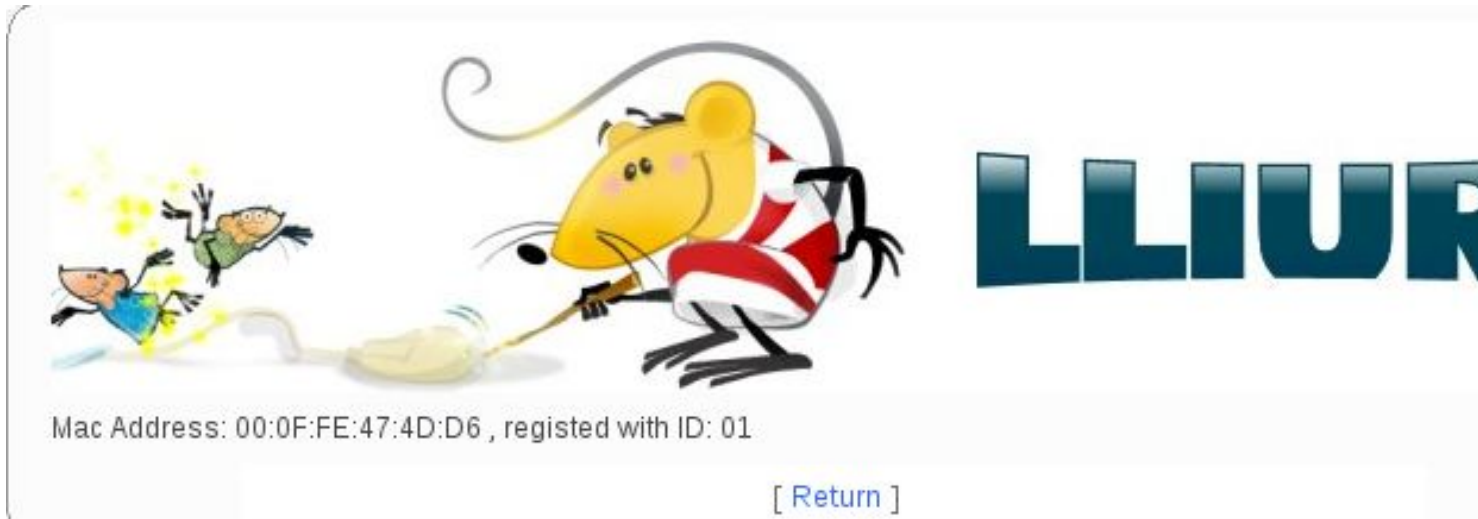 LLIUR
Mac Address: 00:0F:FE:47:4D:D6 , registed with ID: 01
[ Return ]